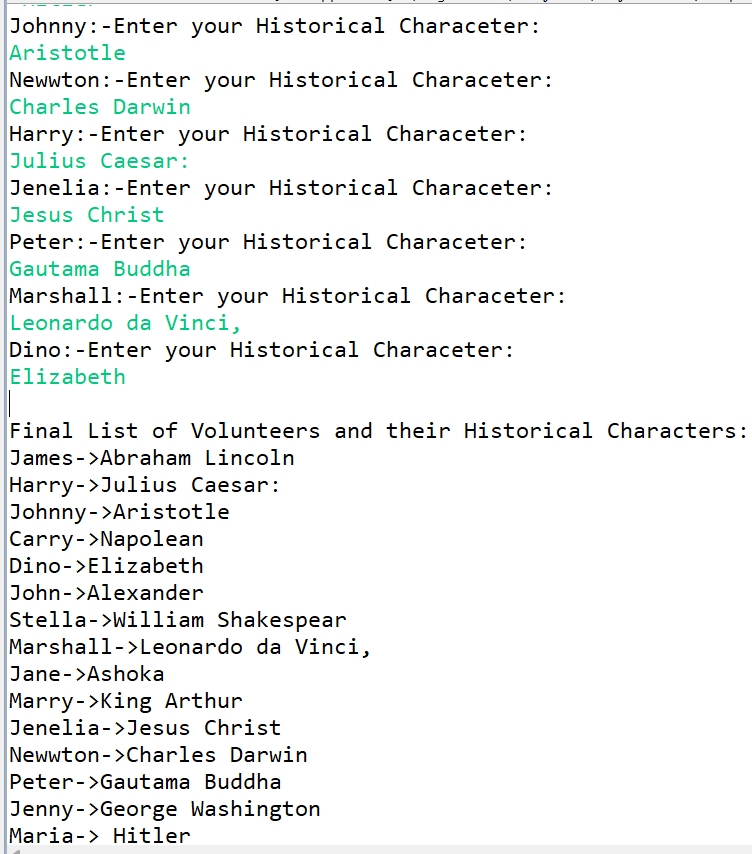 Johnny:-Enter your Historical Characeter:
Aristotle
Newwton:-Enter your Historical Characeter:
Charles Darwin
Harry:-Enter your Historical Characeter:
Julius Caesar:
Jenelia:-Enter your Historical Characeter:
Jesus Christ
Peter:-Enter your Historical Characeter:
Gautama Buddha
Marshall:-Enter your Historical Characeter:
Leonardo da Vinci,
Dino:-Enter your Historical Characeter:
Elizabeth
Final List of Volunteers and their Historical Characters:
James->Abraham Lincoln
Harry->Julius Caesar:
Johnny->Aristotle
Carry->Napolean
Dino->Elizabeth
John->Alexander
Stella->William Shakespear
Marshall->Leonardo da Vinci,
Jane->Ashoka
Marry->King Arthur
Jenelia->Jesus Christ
Newwton->Charles Darwin
Peter->Gautama Buddha
Jenny->George Washington
Maria-> Hitler